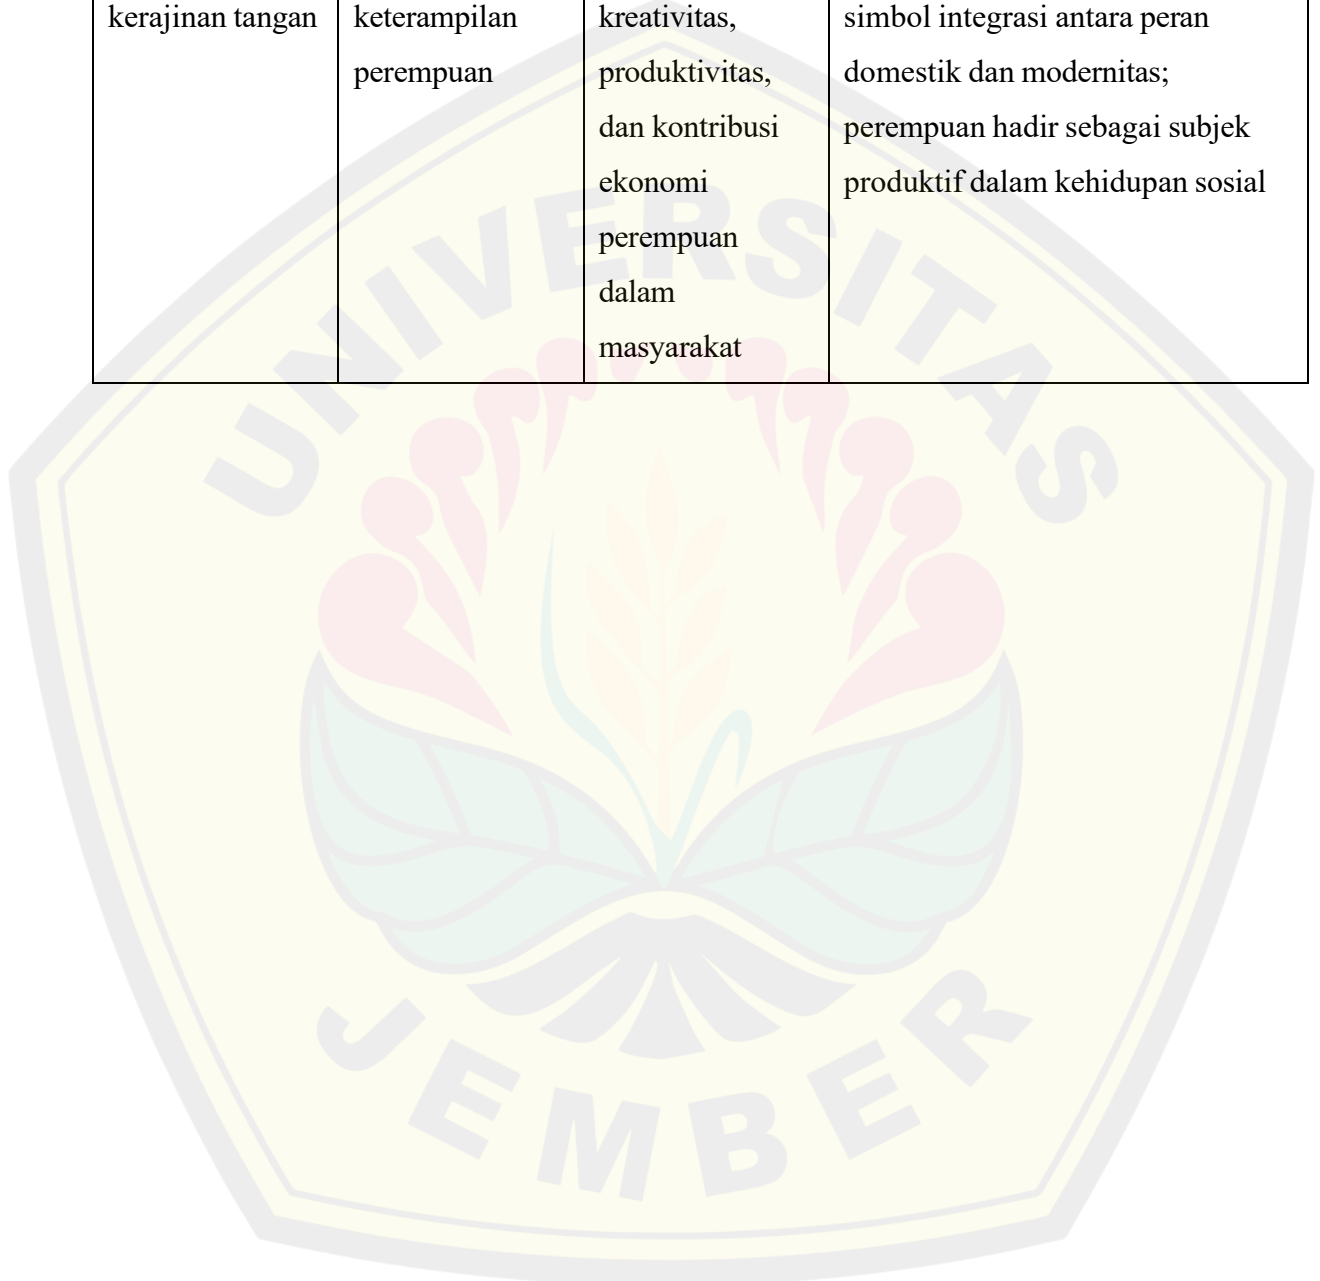 kerajinan tangan
keterampilan
perempuan
kreativitas,
produktivitas,
dan kontribusi
ekonomi
perempuan
dalam
masyarakat
simbol integrasi antara peran
domestik dan modernitas;
perempuan hadir sebagai subjek
produktif dalam kehidupan sosial
UNIVERSITAS
JEMBER